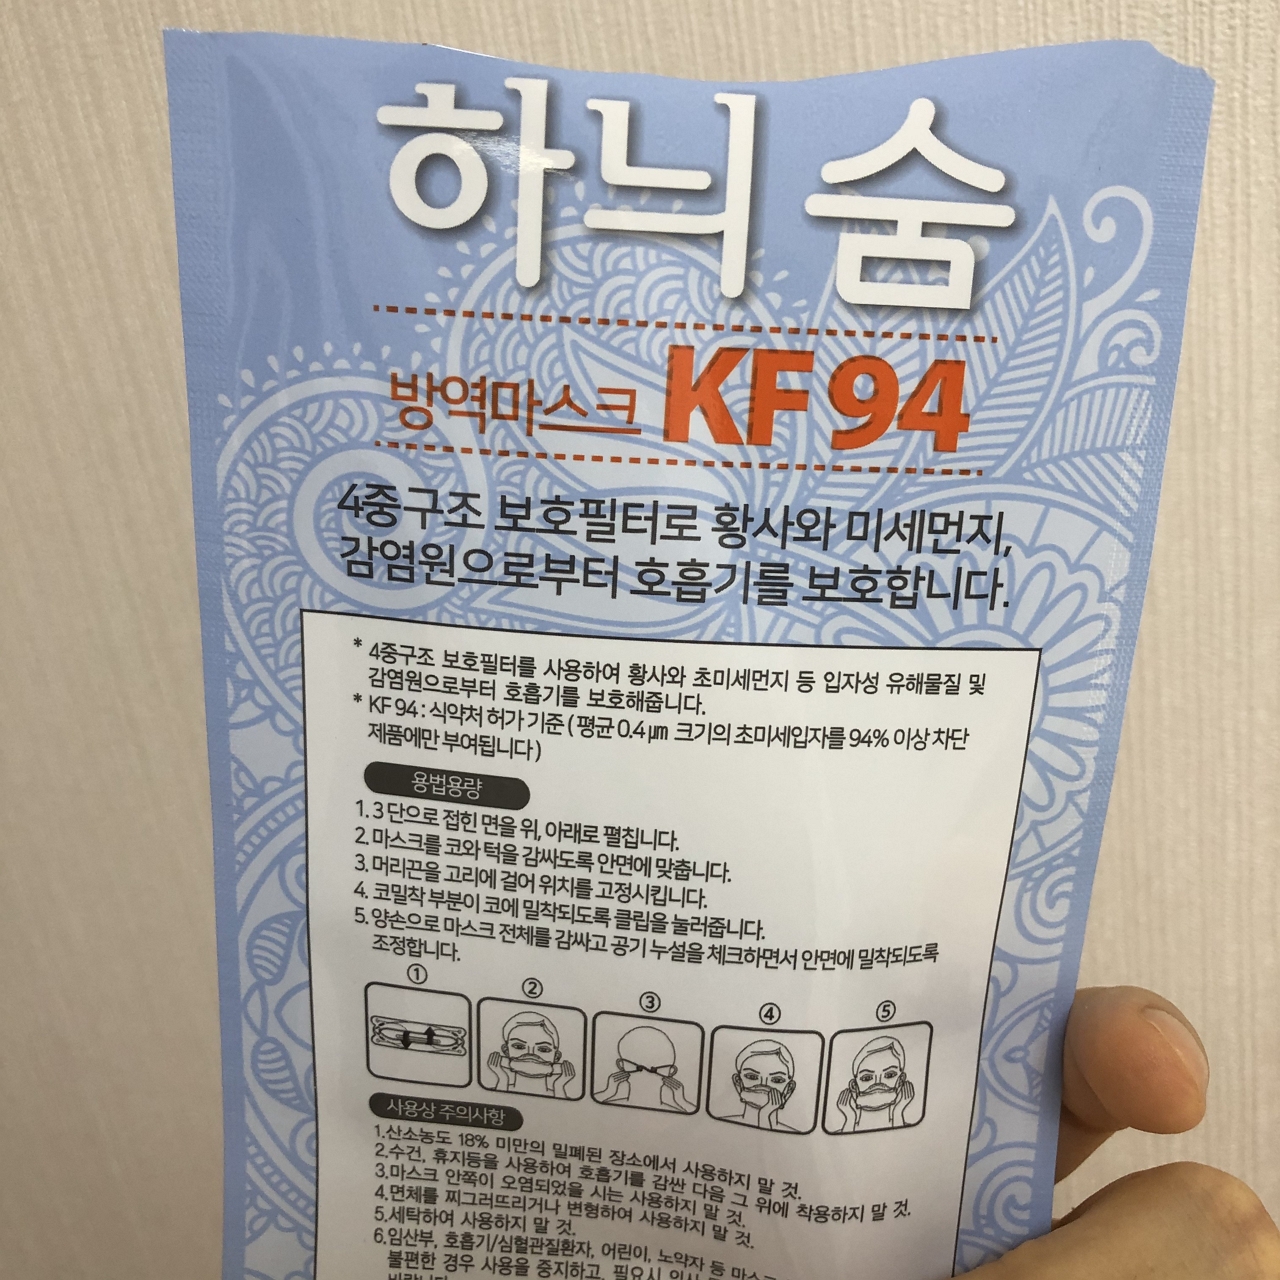 하늬 숨
방역마스크 KF94
4중구조 보호필터로 황사와 미세먼지,
감염원으로부터 호흡기를 보호합니다.
* 4중구조 보호필터를 사용하여 황사와 초미세먼지 등 입자성 유해물질 및
감염원으로부터 호흡기를 보호해줍니다.
* KF 94 : 식약처 허가 기준 ( 평균 0.4㎛ 크기의 초미세입자를 94% 이상 차단
제품에만 부여됩니다 )
용법용량
1. 3 단으로 접힌 면을 위, 아래로 펼칩니다.
2. 마스크를 코와 턱을 감싸도록 안면에 맞춥니다.
3. 머리끈을 고리에 걸어 위치를 고정시킵니다.
4. 코밀착 부분이 코에 밀착되도록 클립을 눌러줍니다.
5. 양손으로 마스크 전체를 감싸고 공기 누설을 체크하면서 안면에 밀착되도록
조정합니다.
① ② ③ ④ ⑤
사용상 주의사항
1.산소농도 18% 미만의 밀폐된 장소에서 사용하지 말 것.
2.수건, 휴지등을 사용하여 호흡기를 감싼 다음 그 위에 착용하지 말 것.
3.마스크 안쪽이 오염되었을 시는 사용하지 말 것.
4.면체를 찌그러뜨리거나 변형하여 사용하지 말 것.
5.세탁하여 사용하지 말 것.
6.임산부, 호흡기/심혈관질환자, 어린이, 노약자 등 마스
불편한 경우 사용을 중지하고, 필요시 의사